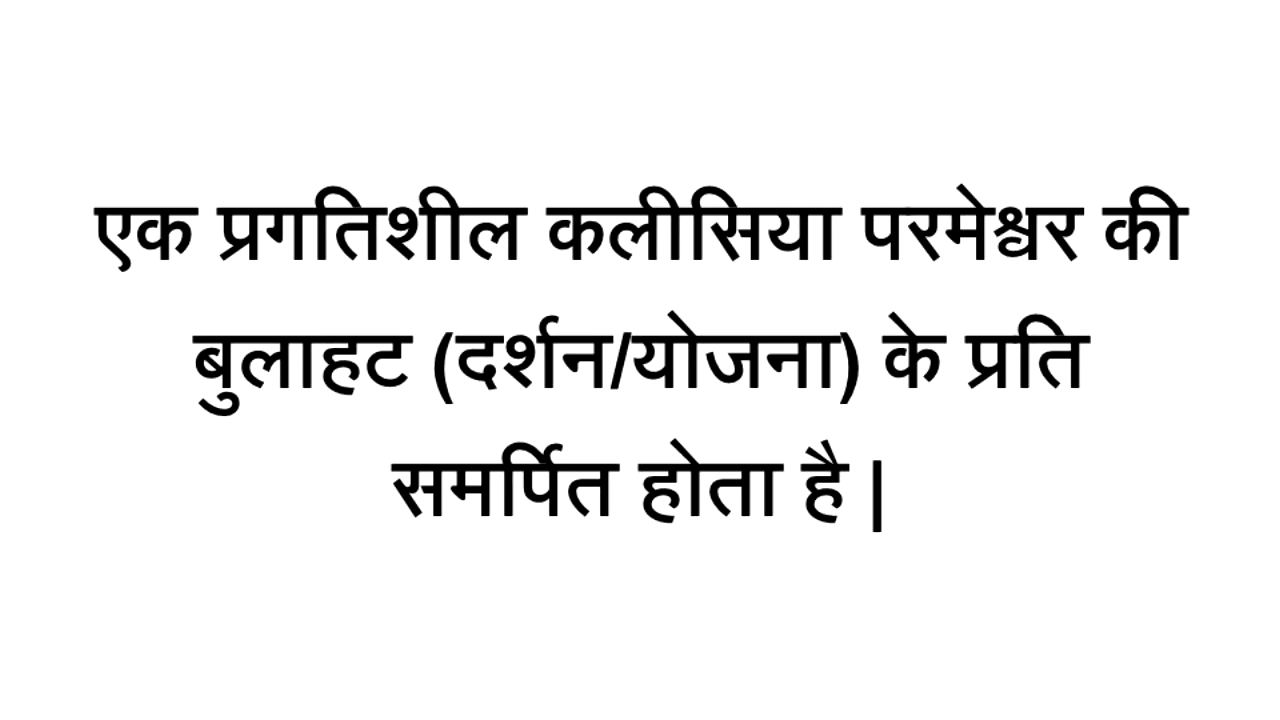 एक प्रगतिशील कलीसिया परमेश्वर की
बुलाहट (दर्शन/योजना) के प्रति
समर्पित होता है |